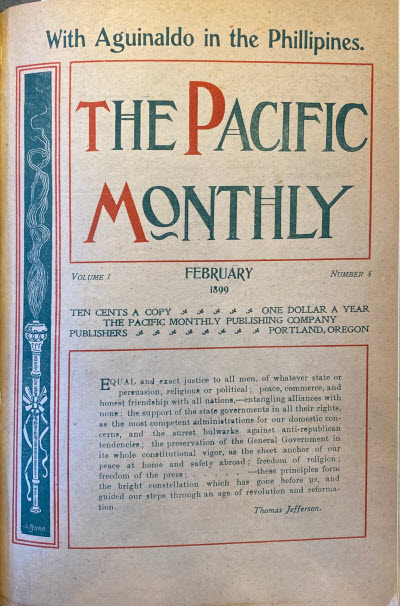 With Aguinaldo in the Phillipines.
THE PACIFIC
MONTHLY
VOLUME 1 FEBRUARY NUMBER 5
1899
TEN CENTS A COPY ONE DOLLAR A YEAR
THE PACIFIC MONTHLY PUBLISHING COMPANY
PUBLISHERS PORTLAND, OREGON
EQUAL and exact justice to all men, of whatever state or
persuasion, religious or political; peace, commerce, and
honest friendship with all nations,—entangling alliances with
none; the support of the state governments in all their rights,
as the most competent administrations for our domestic con-
cerns, and the surest bulwarks against anti-republican
tendencies; the preservation of the General Government in
its whole constitutional vigor, as the sheet anchor of our
peace at home and safety abroad; freedom of religion;
freedom of the press; . . . . . —these principles form
the bright constellation which has gone before us, and
guided our steps through an age of revolution and reforma-
tion.
Thomas Jefferson.